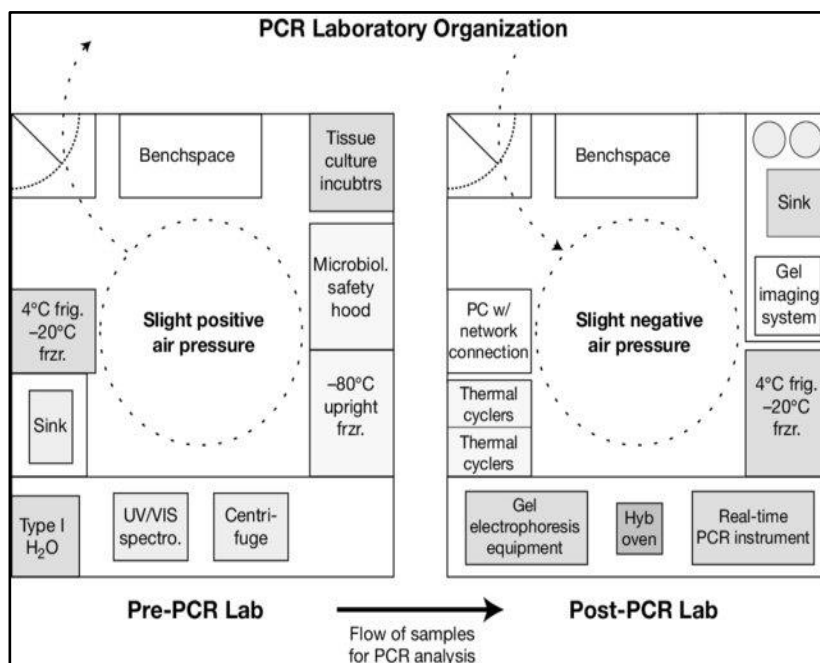 PCR Laboratory Organization
Benchspace
Tissue
culture
incubtrs
Microbiol.
safety
hood
4°C frig.
–20°C
frzr.
Slight positive
air pressure
–80°C
upright
frzr.
Sink
Type I
H₂O
UV/VIS
spectro.
Centri-
fuge
Pre-PCR Lab
Benchspace
Sink
Gel
imaging
system
PC w/
network
connection
Slight negative
air pressure
Thermal
cyclers
Thermal
cyclers
4°C frig.
–20°C
frzr.
Gel
electrophoresis
equipment
Hyb
oven
Real-time
PCR instrument
Post-PCR Lab
Flow of samples
for PCR analysis